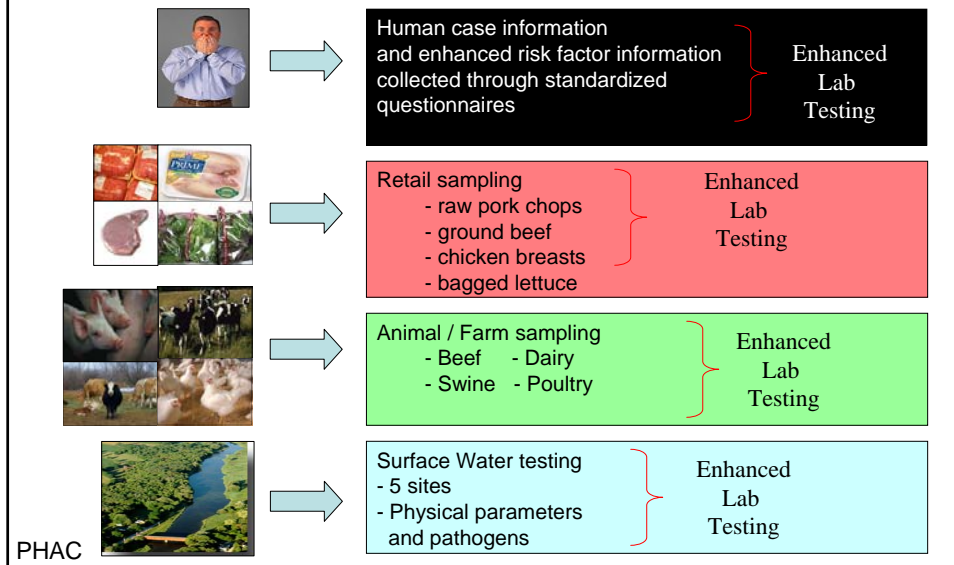 Human case information
and enhanced risk factor information
collected through standardized
questionnaires
Enhanced
Lab
Testing
PRIME
Retail sampling
- raw pork chops
- ground beef
- chicken breasts
- bagged lettuce
Enhanced
Lab
Testing
Animal / Farm sampling
- Beef - Dairy
- Swine - Poultry
Enhanced
Lab
Testing
Surface Water testing
- 5 sites
- Physical parameters
and pathogens
Enhanced
Lab
Testing
PHAC